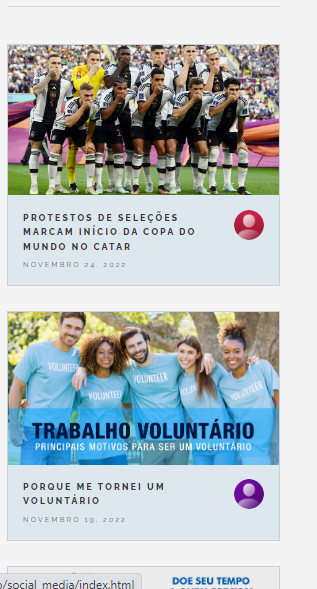 PROTESTOS DE SELEÇÕES
MARCAM INÍCIO DA COPA DO
MUNDO NO CATAR
NOVEMBRO 24, 2022
VOLUNTEER
VOLUNTEER
VOLUNTEER
VOLUNTEER
TRABALHO VOLUNTÁRIO
PRINCIPAIS MOTIVOS PARA SER UM VOLUNTÁRIO
PORQUE ME TORNEI UM
VOLUNTÁRIO
NOVEMBRO 19, 2022
o/social_media/index.html
DOE SEU TEMPO